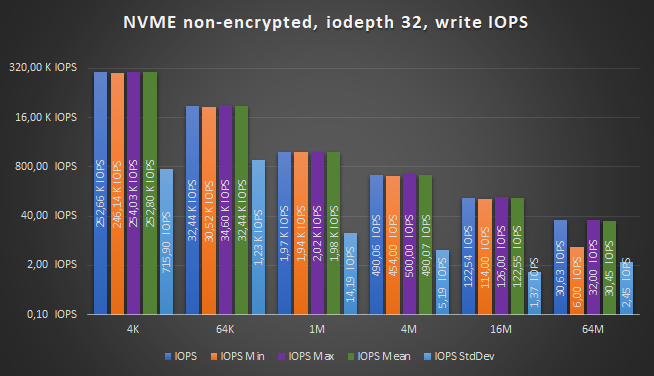 NVME non-encrypted, iodepth 32, write IOPS
320,00 K IOPS
16,00 K IOPS
800,00 IOPS
40,00 IOPS
2,00 IOPS
0,10 IOPS
252,66 K IOPS
246,14 K IOPS
254,03 K IOPS
252,80 K IOPS
715,90 IOPS
32,44 K IOPS
30,52 K IOPS
34,60 K IOPS
32,44 K IOPS
1,23 K IOPS
1,97 K IOPS
1,94 K IOPS
2,02 K IOPS
1,98 K IOPS
14,19 IOPS
490,06 IOPS
454,00 IOPS
500,00 IOPS
490,07 IOPS
5,19 IOPS
122,54 IOPS
114,00 IOPS
126,00 IOPS
122,55 IOPS
1,37 IOPS
30,63 IOPS
6,00 IOPS
32,00 IOPS
30,45 IOPS
2,45 IOPS
4K 64K 1M 4M 16M 64M
IOPS IOPS Min IOPS Max IOPS Mean IOPS StdDev